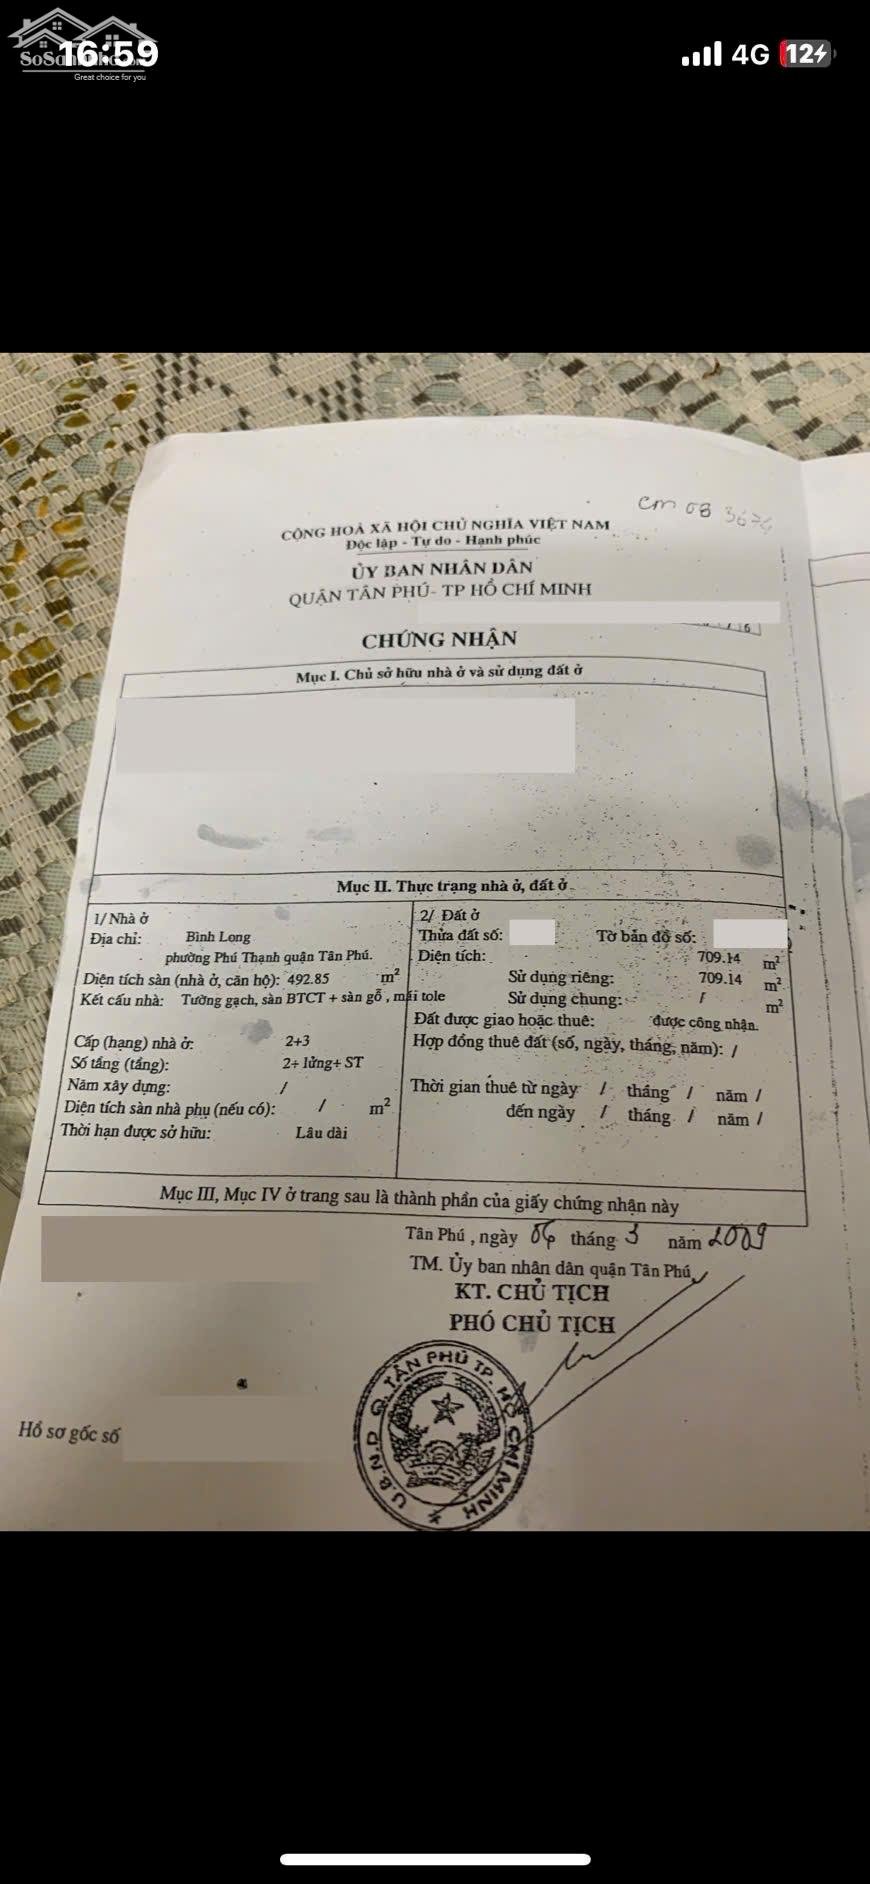 16:59
4G 12
Great choice for you
cm 08 3674
CỘNG HOÀ XÃ HỘI CHỦ NGHĨA VIỆT NAM
Độc lập - Tự do - Hạnh phúc
ỦY BAN NHÂN DÂN
QUẬN TÂN PHÚ- TP HỒ CHÍ MINH
CHỨNG NHẬN
Mục I. Chủ sở hữu nhà ở và sử dụng đất ở
Mục II. Thực trạng nhà ở, đất ở
1/ Nhà ở
Địa chỉ: Bình Long
phường Phú Thạnh quận Tân Phú.
Diện tích sàn (nhà ở, căn hộ): 492.85 m²
Kết cấu nhà: Tường gạch, sàn BTCT + sàn gỗ , mái tole
Cấp (hạng) nhà ở: 2+3
Số tầng (tầng): 2+ lửng+ ST
Năm xây dựng: /
Diện tích sàn nhà phụ (nếu có): / m²
Thời hạn được sở hữu: Lâu dài
2/ Đất ở
Thửa đất số: Tờ bản đồ số:
Diện tích: 709.14 m²
Sử dụng riêng: 709.14 m²
Sử dụng chung: / m²
Đất được giao hoặc thuê: được công nhận.
Hợp đồng thuê đất (số, ngày, tháng, năm): /
Thời gian thuê từ ngày / tháng / năm /
đến ngày / tháng / năm /
Mục III, Mục IV ở trang sau là thành phần của giấy chứng nhận này
Tân Phú , ngày 06 tháng 3 năm 2009
TM. Ủy ban nhân dân quận Tân Phú
KT. CHỦ TỊCH
PHÓ CHỦ TỊCH
U.B.N.D Q. TÂN PHÚ TP. HỒ CHÍ MINH
Hồ sơ gốc số